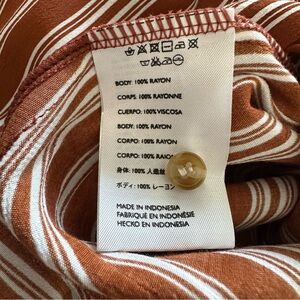 BODY: 100% RAYON
CORPS: 100% RAYONNE
CUERPO: 100% VISCOSA
BODY: 100% RAYON
CORPO: 100% RAYON
CORPO: 100% RAION
身体: 100% 人造丝
ボディ: 100% レーヨン
MADE IN INDONESIA
FABRIQUÉ EN INDONÉSIE
HECKO EN INDONESIA